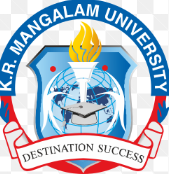 K.R. MANGALAM UNIVERSITY
DESTINATION SUCCESS